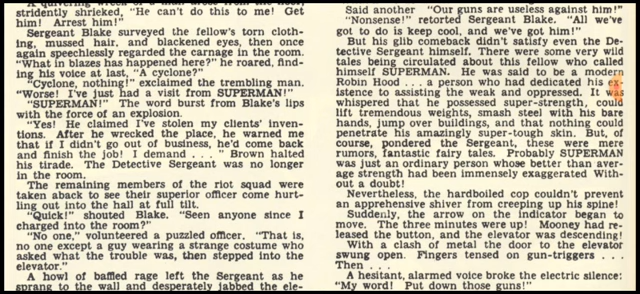 A quivering wreck of a man
stridently shrieked, "He can't do this to me! Get
him! Arrest him!"
Sergeant Blake surveyed the fellow's torn cloth-
ing, mussed hair, and blackened eyes, then once
again speechlessly regarded the carnage in the room.
"What in blazes has happened here?" he roared, find-
ing his voice at last, "A cyclone?"
"Cyclone, nothing!" exclaimed the trembling man.
"Worse! I've just had a visit from SUPERMAN!"
"SUPERMAN!" The word burst from Blake's lips
with the force of an explosion.
"Yes! He claimed I've stolen my clients' inven-
tions. After he wrecked the place, he warned me
that if I didn't go out of business, he'd come back
and finish the job! I demand . . . " Brown halted
his tirade. The Detective Sergeant was no longer
in the room.
The remaining members of the riot squad were
taken aback to see their superior officer come hurt-
ling out into the hall at full tilt.
"Quick!" shouted Blake. "Seen anyone since I
charged into the room?"
"No one," volunteered a puzzled officer. "That is,
no one except a guy wearing a strange costume who
asked what the trouble was, then stepped into the
elevator."
A howl of baffled rage left the Sergeant as he
sprang to the wall and desperately jabbed the ele-
Said another "Our guns are useless against him!"
"Nonsense!" retorted Sergeant Blake. "All we've
got to do is keep cool, and we've got him!"
But his glib comeback didn't satisfy even the De-
tective Sergeant himself. There were some very wild
tales being circulated about this fellow who called
himself SUPERMAN. He was said to be a modern
Robin Hood . . . a person who had dedicated his ex-
istence to assisting the weak and oppressed. It was
whispered that he possessed super-strength, could
lift tremendous weights, smash steel with his bare
hands, jump over buildings, and that nothing could
penetrate his amazingly super-tough skin. But, of
course, pondered the Sergeant, these were mere
rumors, fantastic fairy tales. Probably SUPERMAN
was just an ordinary person whose better than aver-
age strength had been immensely exaggerated With-
out a doubt!
Nevertheless, the hardboiled cop couldn't prevent
an apprehensive shiver from creeping up his spine!
Suddenly, the arrow on the indicator began to
move. The three minutes were up! Mooney had re-
leased the button, and the elevator was descending!
With a clash of metal the door to the elevator
swung open. Fingers tensed on gun-triggers . . .
Then . . .
A hesitant, alarmed voice broke the electric silence:
"My word! Put down those guns!"